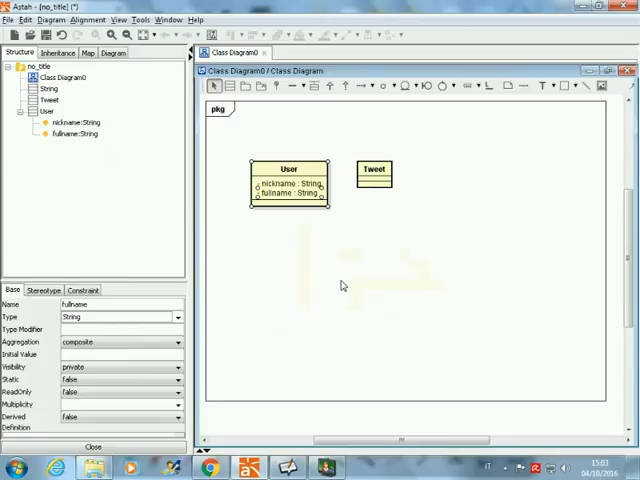 Astah - [no_title] (*)
File Edit Diagram Alignment View Tools Window Help
Structure Inheritance Map Diagram
no_title
Class Diagram0
String
Tweet
User
nickname:String
fullname:String
Base Stereotype Constraint
Name fullname
Type String
Type Modifier
Aggregation composite
Initial Value
Visibility private
Static false
ReadOnly false
Multiplicity
Derived false
Definition
Close
Class Diagram0
Class Diagram0 / Class Diagram
T
pkg
User
nickname : String
fullname : String
Tweet
IT
15:03
04/10/2016